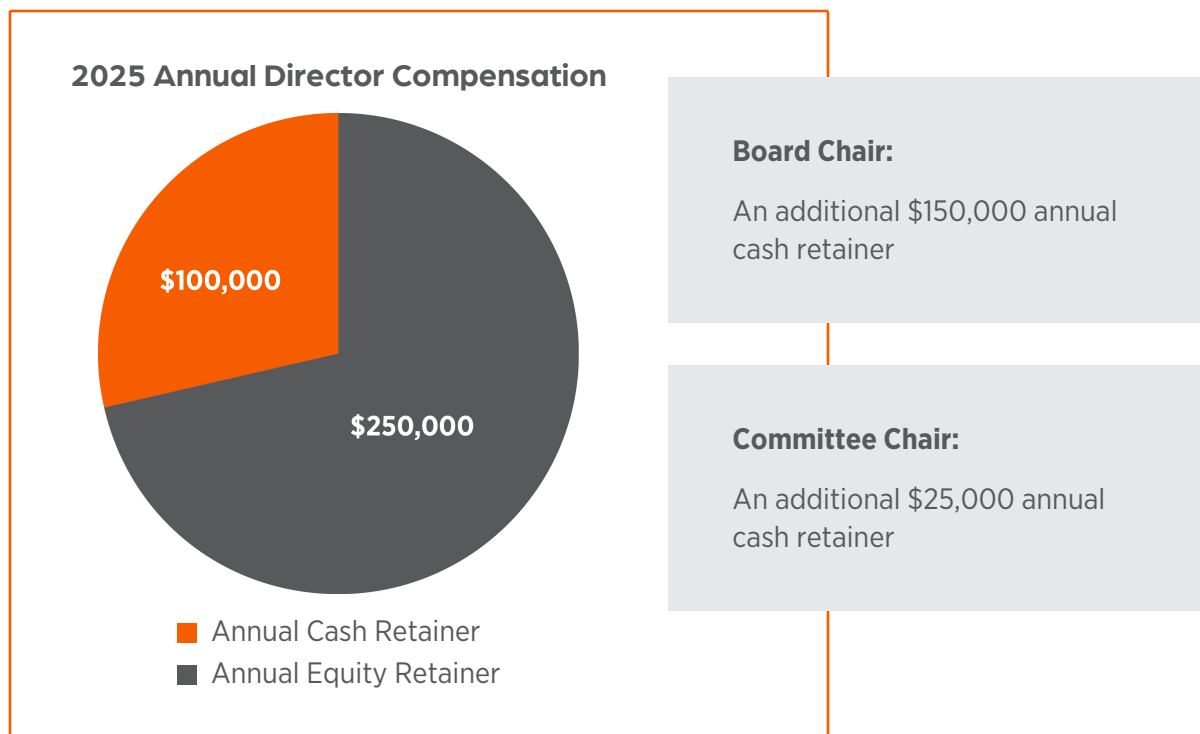 2025 Annual Director Compensation
$100,000
$250,000
Annual Cash Retainer
Annual Equity Retainer
Board Chair:
An additional $150,000 annual
cash retainer
Committee Chair:
An additional $25,000 annual
cash retainer